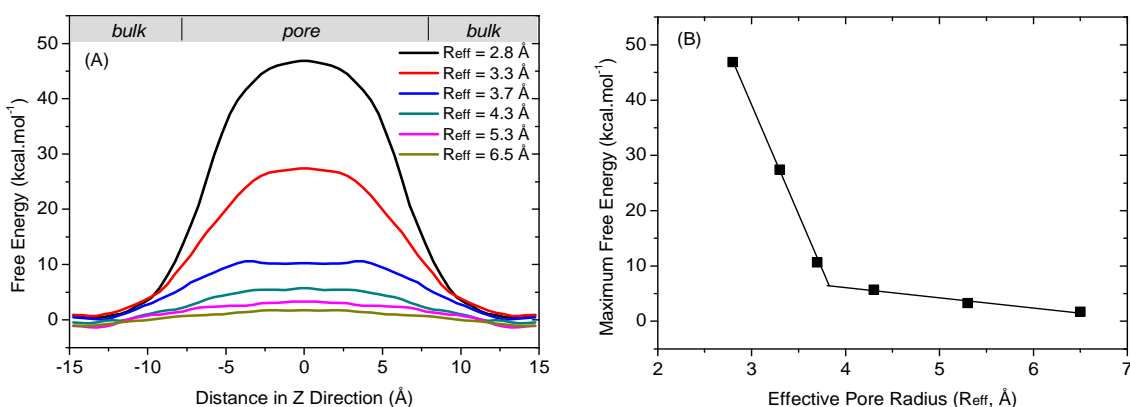 bulk pore bulk
(A)
Reff = 2.8 Å
Reff = 3.3 Å
Reff = 3.7 Å
Reff = 4.3 Å
Reff = 5.3 Å
Reff = 6.5 Å
50
40
30
20
10
0
Free Energy (kcal.mol⁻¹)
-15 -10 -5 0 5 10 15
Distance in Z Direction (Å)
(B)
50
40
30
20
10
0
Maximum Free Energy (kcal.mol⁻¹)
2 3 4 5 6 7
Effective Pore Radius (Reff, Å)